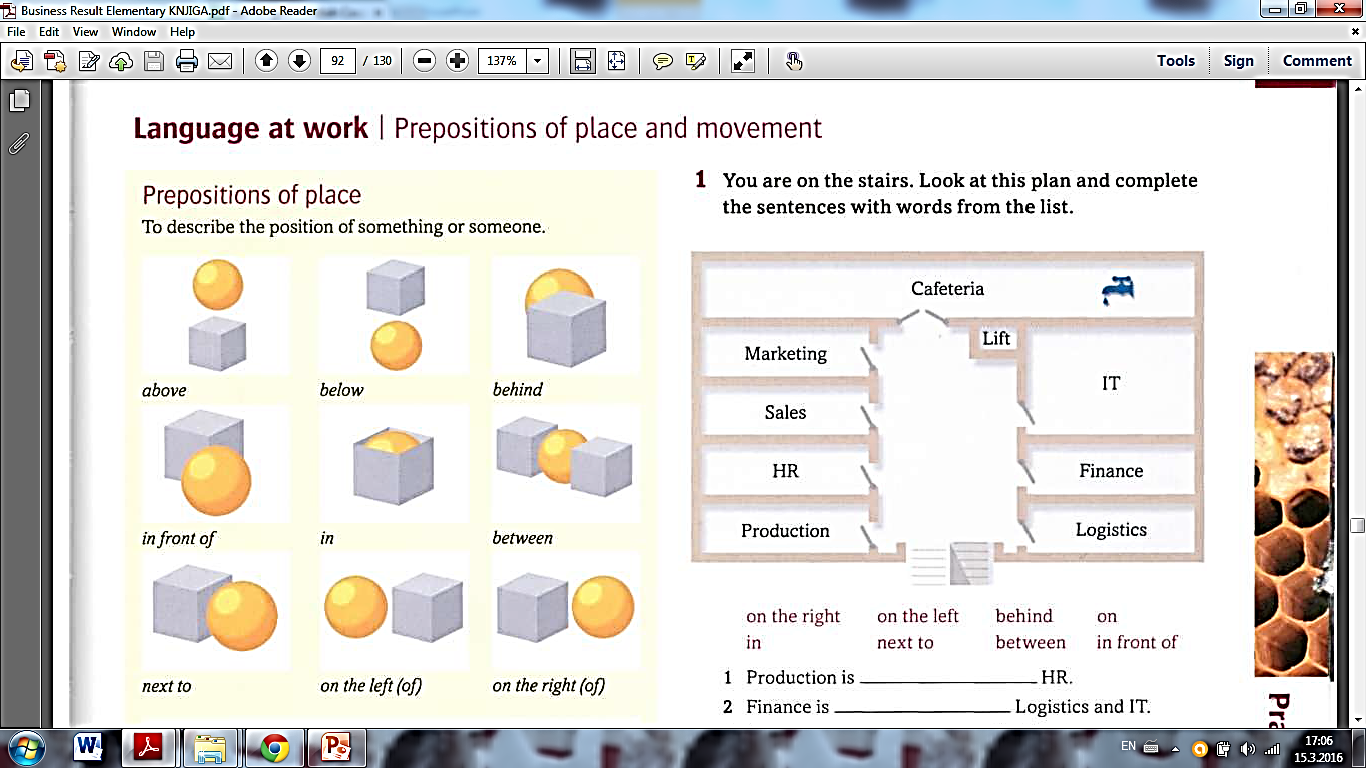 Business Result Elementary KNJIGA.pdf - Adobe Reader
File Edit View Window Help
92 / 130 137% Tools Sign Comment
Language at work | Prepositions of place and movement
Prepositions of place
To describe the position of something or someone.
above below behind
in front of in between
next to on the left (of) on the right (of)
1 You are on the stairs. Look at this plan and complete
the sentences with words from the list.
Cafeteria
Lift
Marketing
IT
Sales
HR Finance
Production Logistics
on the right on the left behind on
in next to between in front of
1 Production is ____________________ HR.
2 Finance is ____________________ Logistics and IT.
EN 17:06
15.3.2016